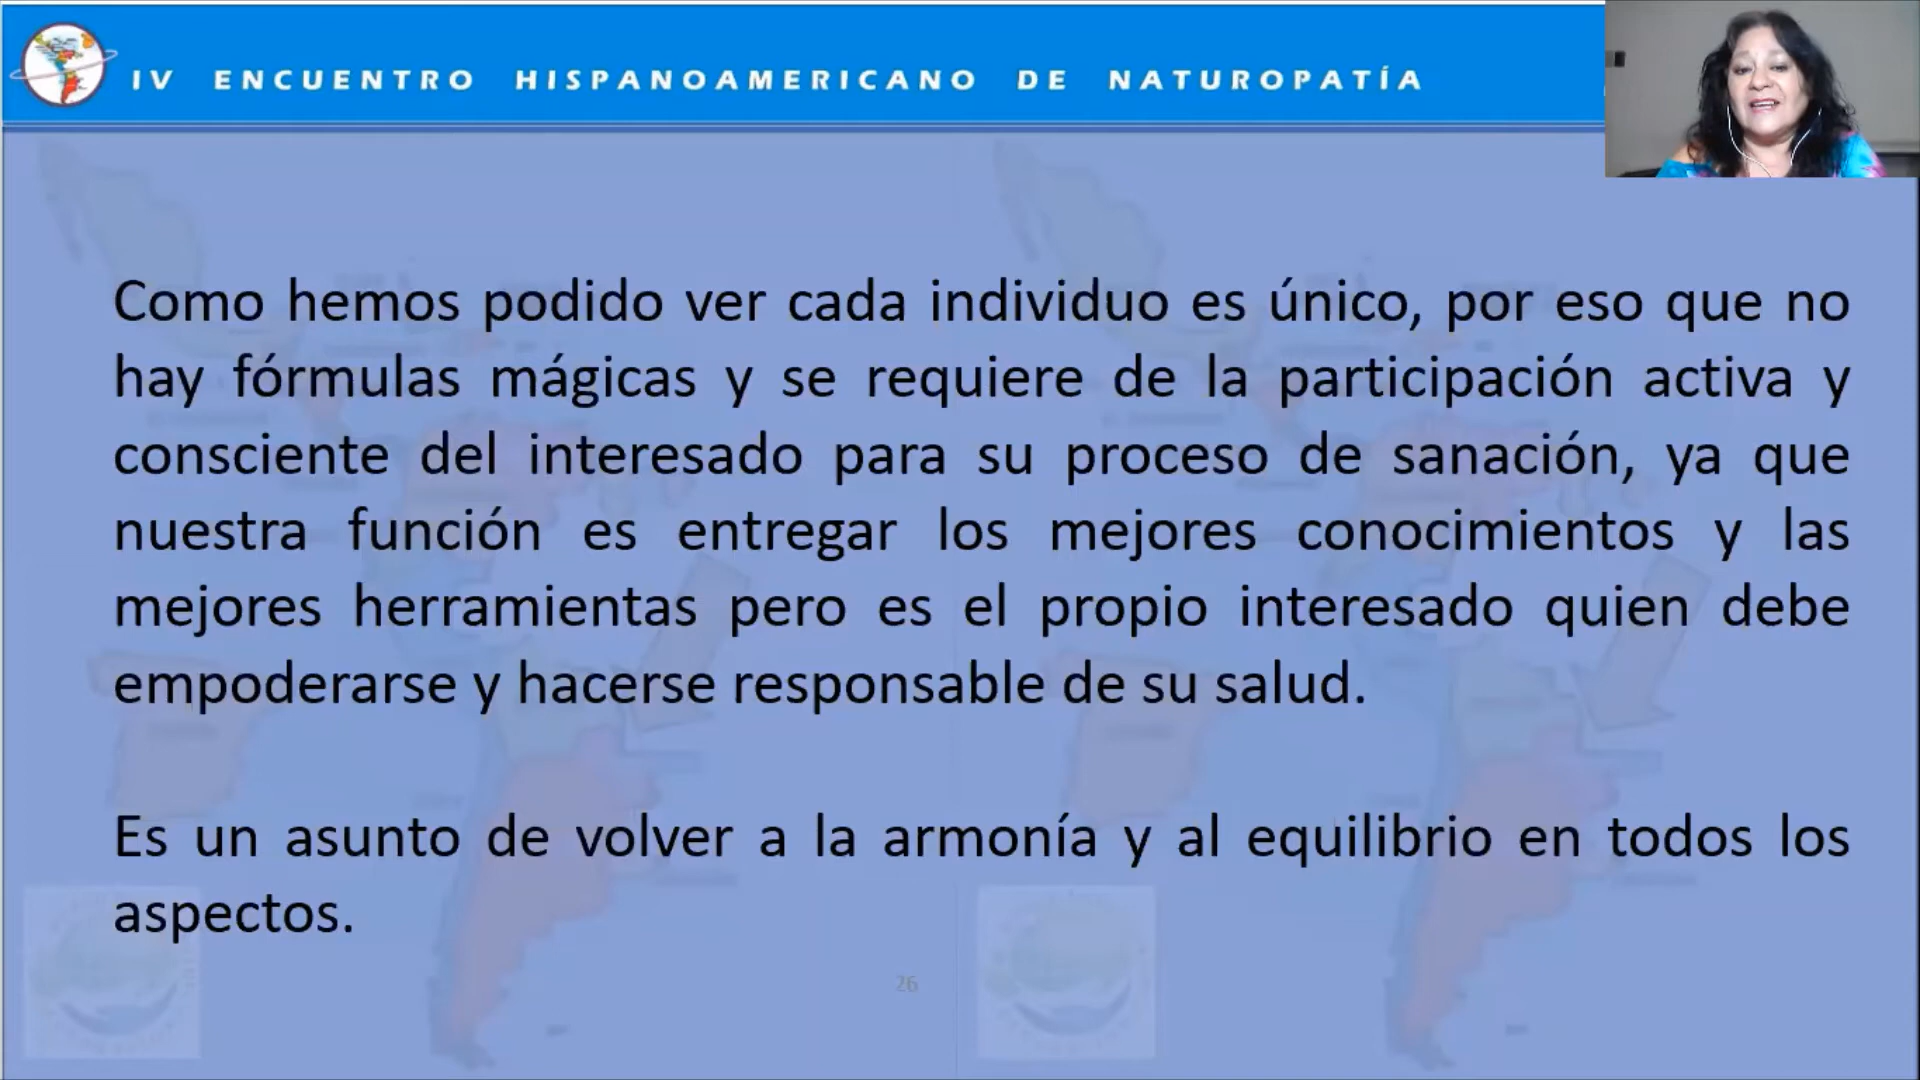 IV ENCUENTRO HISPANOAMERICANO DE NATUROPATÍA
Como hemos podido ver cada individuo es único, por eso que no
hay fórmulas mágicas y se requiere de la participación activa y
consciente del interesado para su proceso de sanación, ya que
nuestra función es entregar los mejores conocimientos y las
mejores herramientas pero es el propio interesado quien debe
empoderarse y hacerse responsable de su salud.
Es un asunto de volver a la armonía y al equilibrio en todos los
aspectos.
26